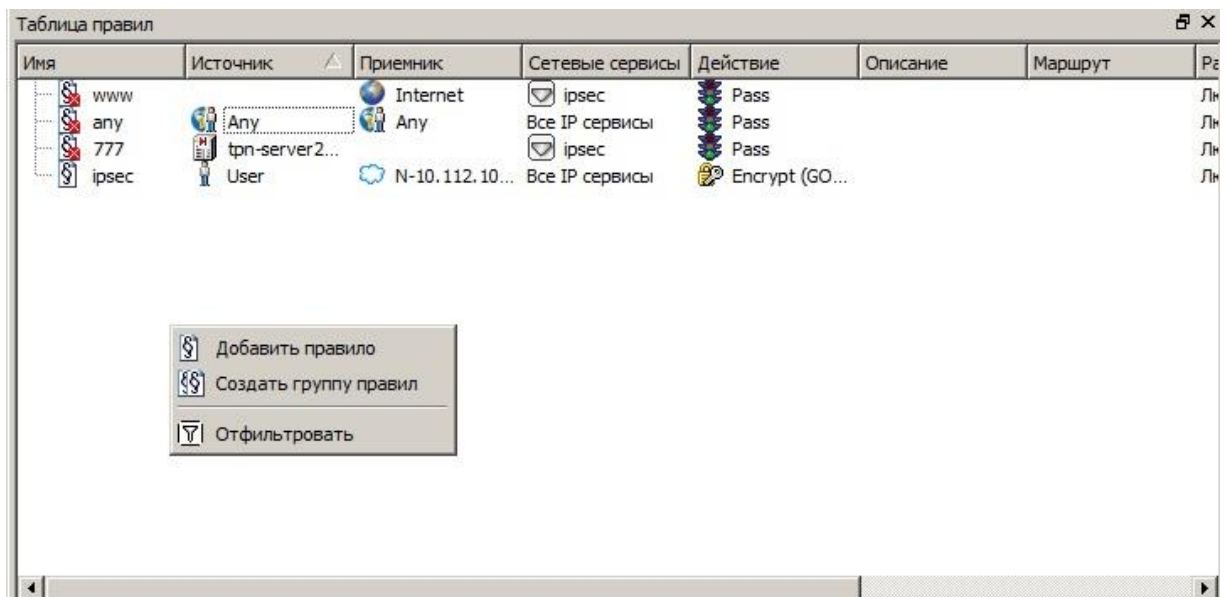 Таблица правил
Имя Источник Приемник Сетевые сервисы Действие Описание Маршрут
www Internet ipsec Pass
any Any Any Все IP сервисы Pass
777 tpn-server2... ipsec Pass
ipsec User N-10.112.10... Все IP сервисы Encrypt (GO...
Добавить правило
Создать группу правил
Отфильтровать